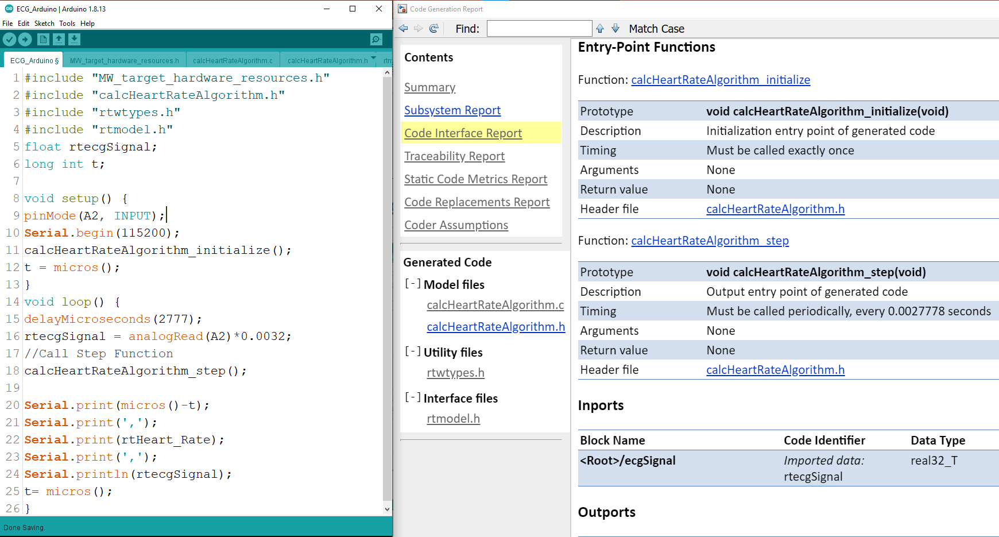 ECG_Arduino | Arduino 1.8.13
File Edit Sketch Tools Help
ECG_Arduino § MW_target_hardware_resources.h calcHeartRateAlgorithm.c calcHeartRateAlgorithm.h
1 #include "MW_target_hardware_resources.h"
2 #include "calcHeartRateAlgorithm.h"
3 #include "rtwtypes.h"
4 #include "rtmodel.h"
5 float rtecgSignal;
6 long int t;
7
8 void setup() {
9 pinMode(A2, INPUT);
10 Serial.begin(115200);
11 calcHeartRateAlgorithm_initialize();
12 t = micros();
13 }
14 void loop() {
15 delayMicroseconds(2777);
16 rtecgSignal = analogRead(A2)*0.0032;
17 //Call Step Function
18 calcHeartRateAlgorithm_step();
19
20 Serial.print(micros()-t);
21 Serial.print(',');
22 Serial.print(rtHeart_Rate);
23 Serial.print(',');
24 Serial.println(rtecgSignal);
25 t= micros();
26 }
Done Saving.
Code Generation Report
Find: Match Case
Contents
Summary
Subsystem Report
Code Interface Report
Traceability Report
Static Code Metrics Report
Code Replacements Report
Coder Assumptions
Generated Code
[-] Model files
calcHeartRateAlgorithm.c
calcHeartRateAlgorithm.h
[-] Utility files
rtwtypes.h
[-] Interface files
rtmodel.h
Entry-Point Functions
Function: calcHeartRateAlgorithm_initialize
Prototype void calcHeartRateAlgorithm_initialize(void)
Description Initialization entry point of generated code
Timing Must be called exactly once
Arguments None
Return value None
Header file calcHeartRateAlgorithm.h
Function: calcHeartRateAlgorithm_step
Prototype void calcHeartRateAlgorithm_step(void)
Description Output entry point of generated code
Timing Must be called periodically, every 0.0027778 seconds
Arguments None
Return value None
Header file calcHeartRateAlgorithm.h
Inports
Block Name Code Identifier Data Type
<Root>/ecgSignal Imported data: real32_T
rtecgSignal
Outports